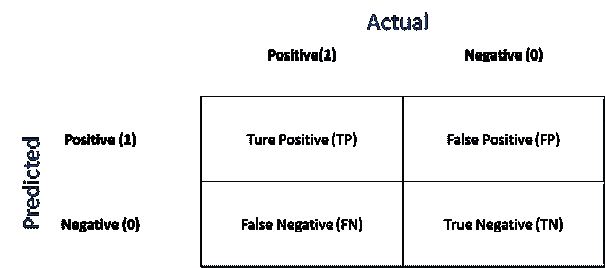 Actual
Positive(1) Negative (0)
Predicted
Positive (1) Ture Positive (TP) False Positive (FP)
Negative (0) False Negative (FN) True Negative (TN)